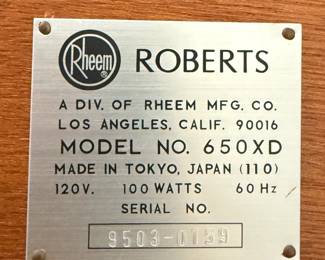 Rheem® ROBERTS
A DIV. OF RHEEM MFG. CO.
LOS ANGELES, CALIF. 90016
MODEL NO. 650XD
MADE IN TOKYO, JAPAN (110)
120V. 100 WATTS 60 Hz
SERIAL NO.
9503-0159